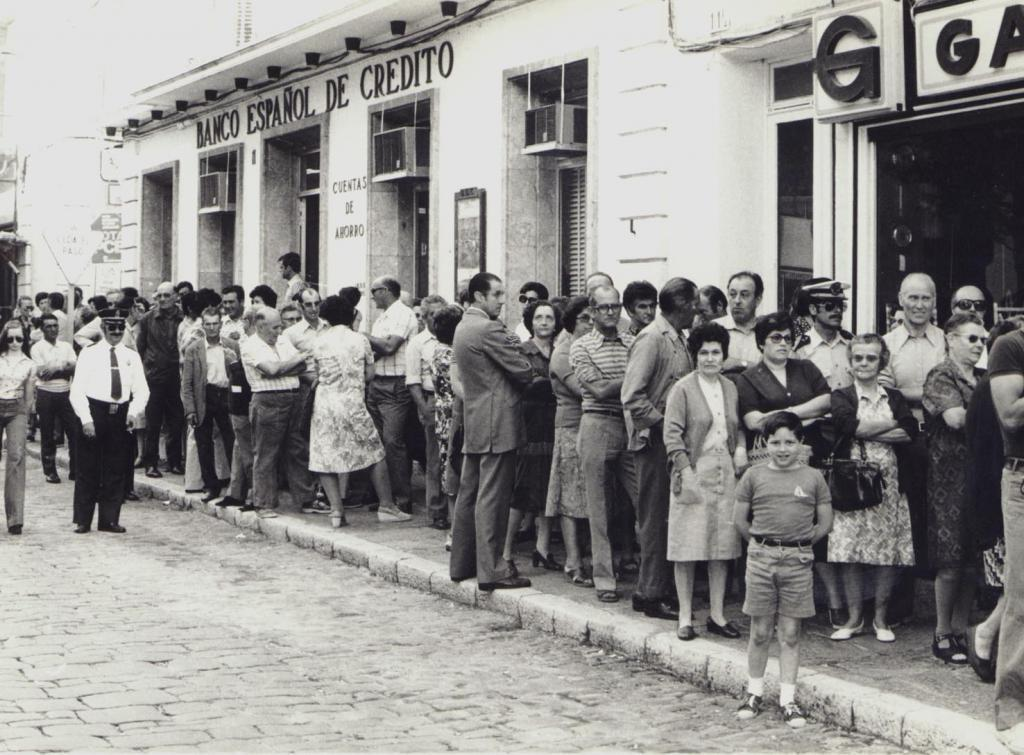 BANCO ESPAÑOL DE CREDITO
CUENTAS
DE
AHORRO
G
GA